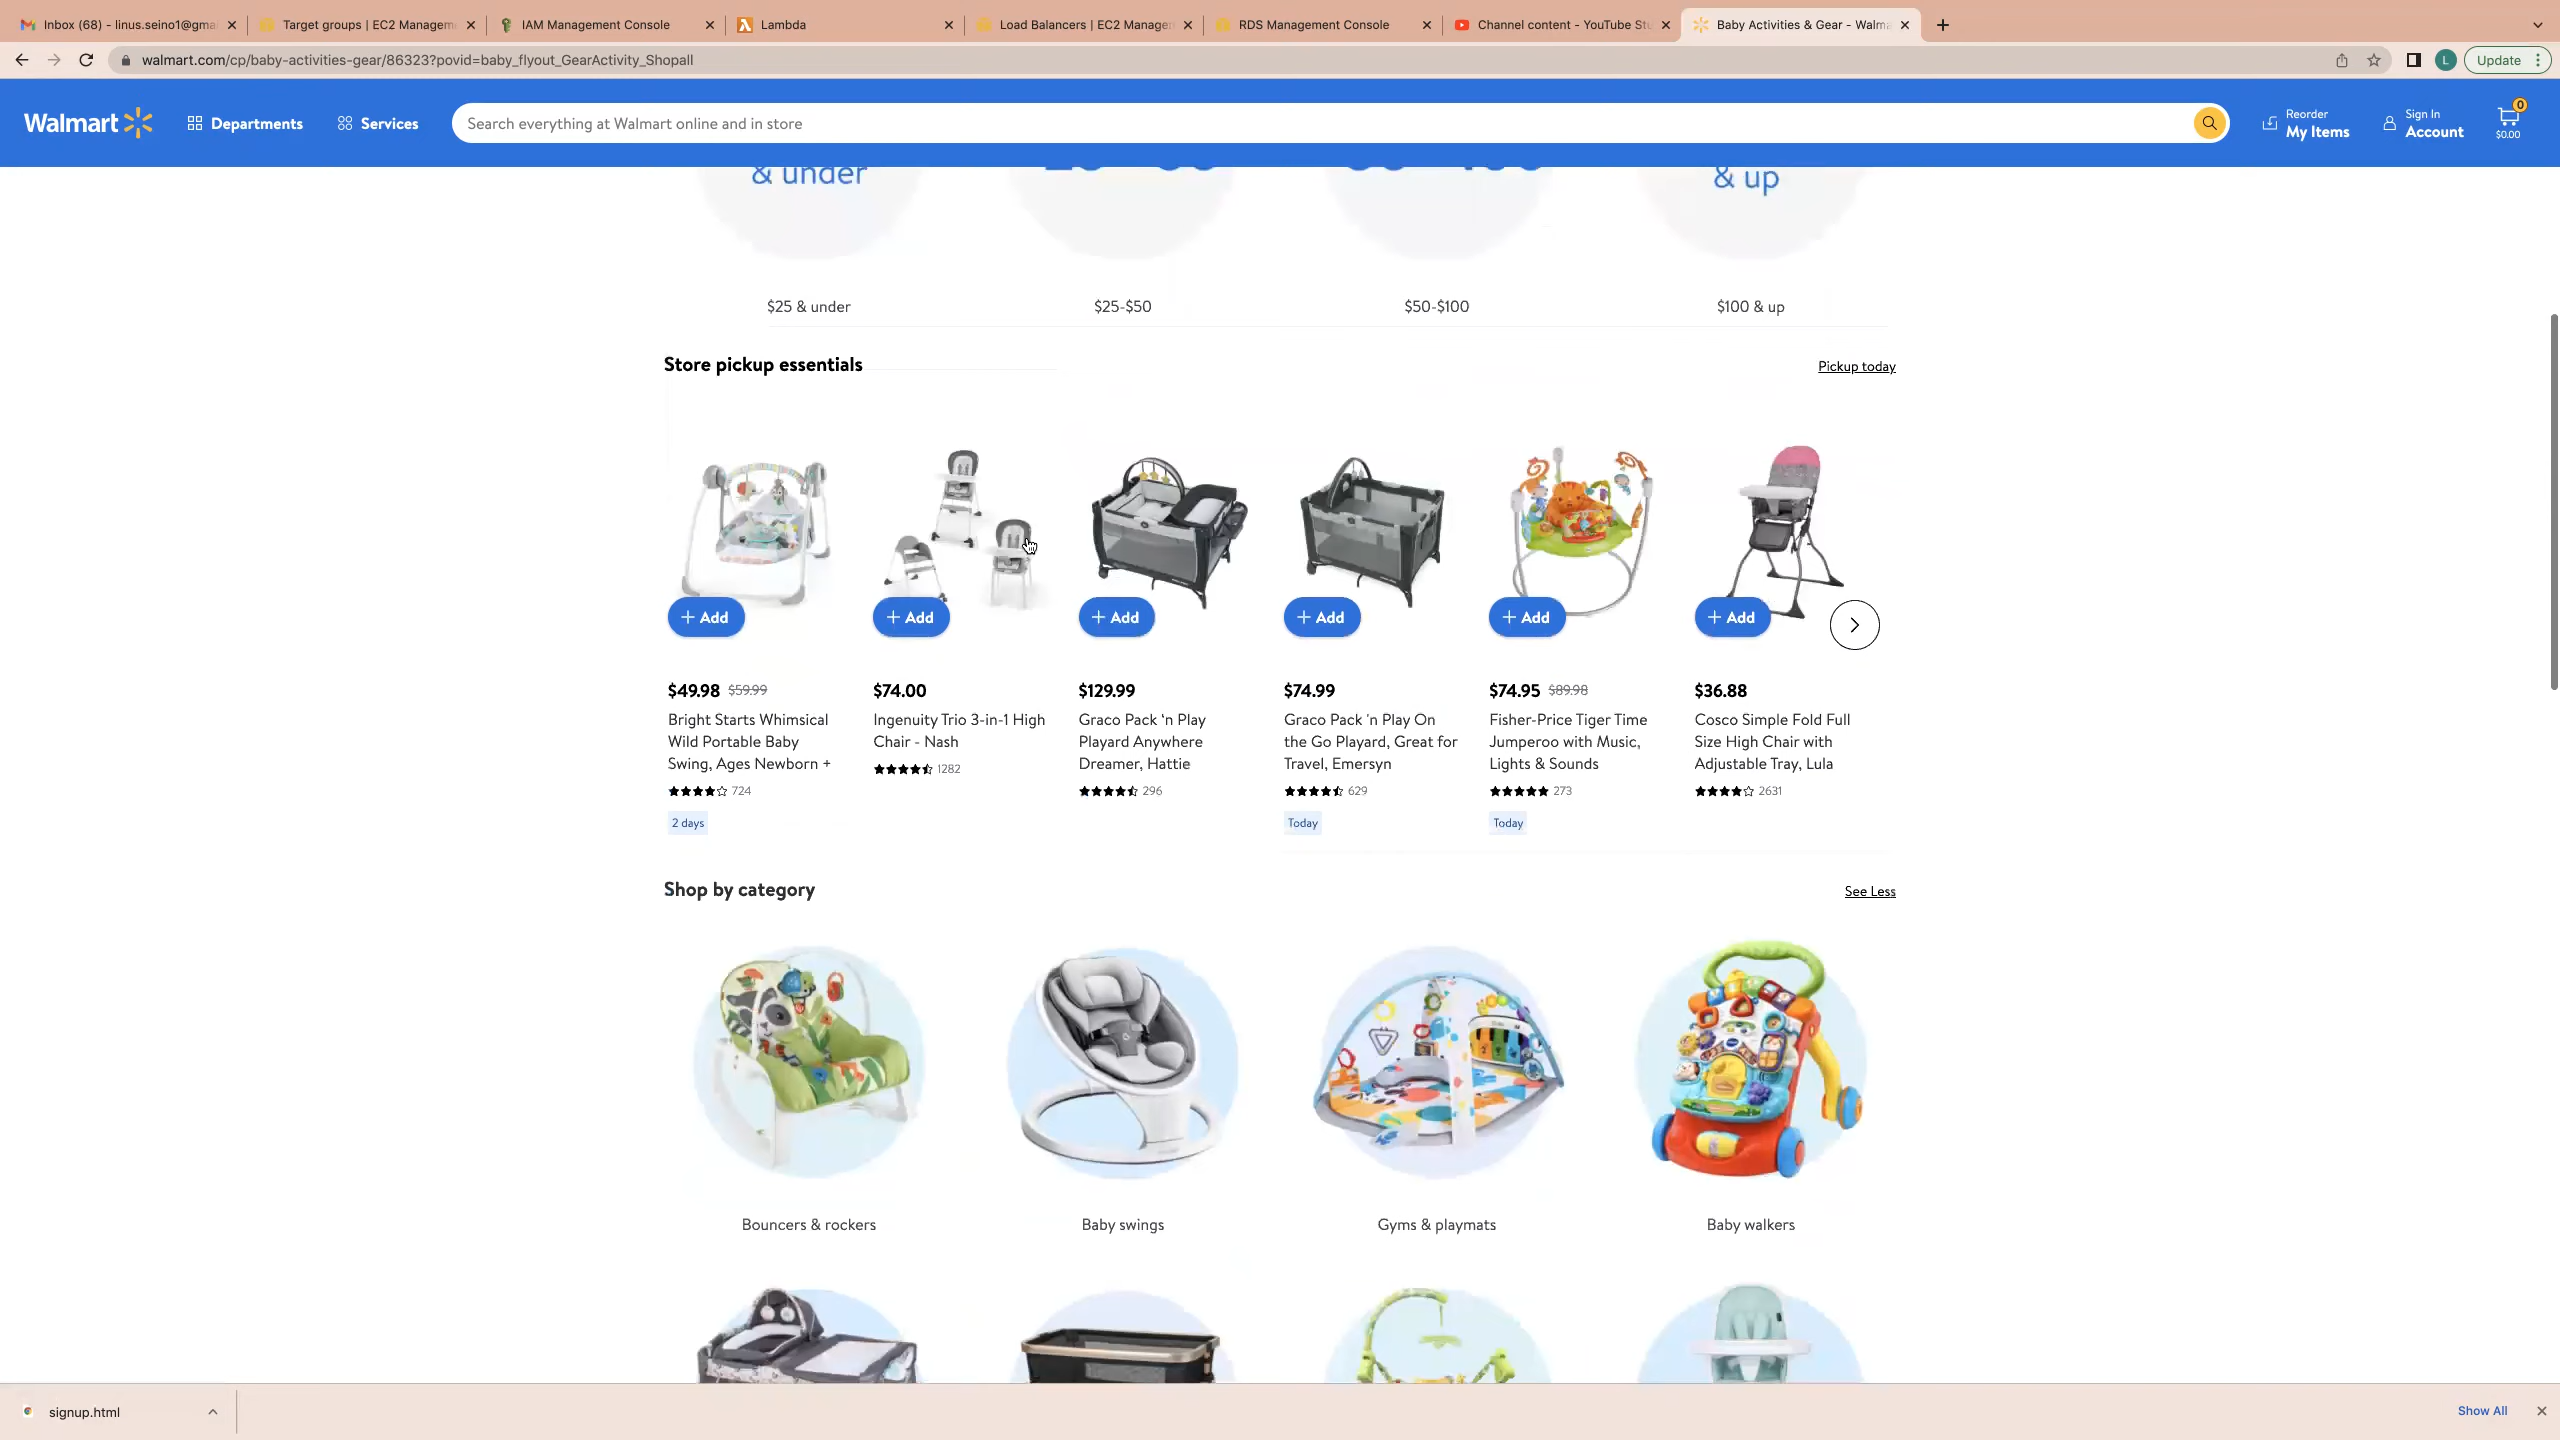 Inbox (68) - linus.seino1@gma
Target groups | EC2 Managem
IAM Management Console
Lambda
Load Balancers | EC2 Manage
RDS Management Console
Channel content - YouTube St
Baby Activities & Gear - Walma
walmart.com/cp/baby-activities-gear/86323?povid=baby_flyout_GearActivity_Shopall
L
Update
Walmart
Departments
Services
Search everything at Walmart online and in store
Reorder
My Items
Sign In
Account
0
$0.00
& under
& up
$25 & under
$25-$50
$50-$100
$100 & up
Store pickup essentials
Pickup today
+ Add
+ Add
+ Add
+ Add
+ Add
+ Add
$49.98 $59.99
Bright Starts Whimsical
Wild Portable Baby
Swing, Ages Newborn +
724
2 days
$74.00
Ingenuity Trio 3-in-1 High
Chair - Nash
1282
$129.99
Graco Pack ‘n Play
Playard Anywhere
Dreamer, Hattie
296
$74.99
Graco Pack 'n Play On
the Go Playard, Great for
Travel, Emersyn
629
Today
$74.95 $89.98
Fisher-Price Tiger Time
Jumperoo with Music,
Lights & Sounds
273
Today
$36.88
Cosco Simple Fold Full
Size High Chair with
Adjustable Tray, Lula
2631
Shop by category
See Less
Bouncers & rockers
Baby swings
Gyms & playmats
Baby walkers
signup.html
Show All